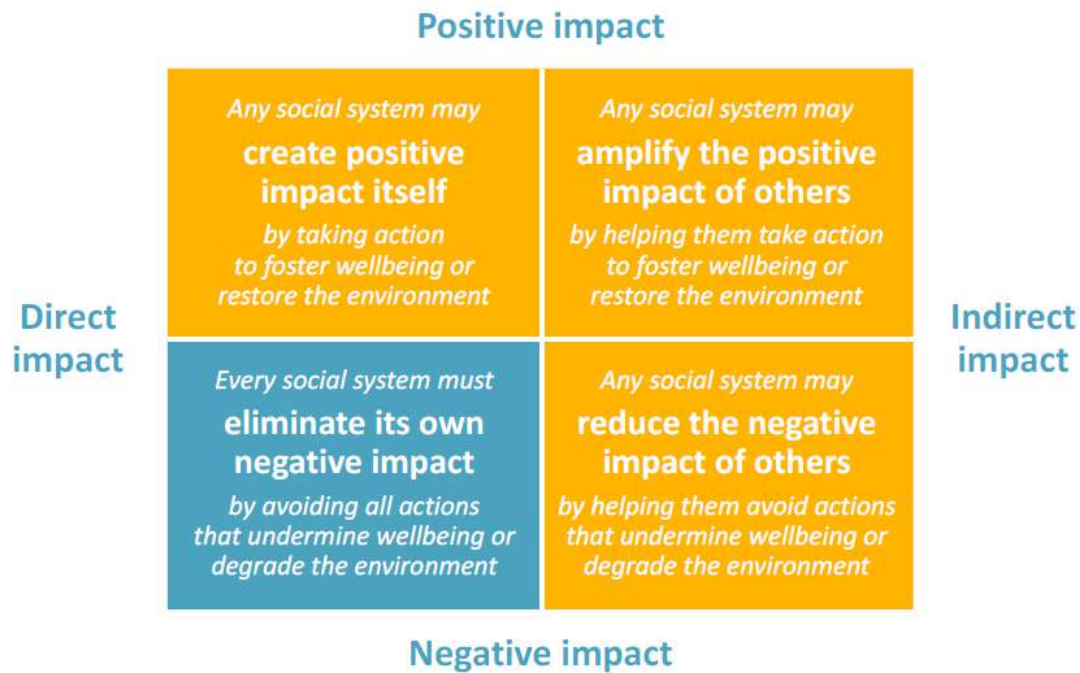 Positive impact
Any social system may
create positive
impact itself
by taking action
to foster wellbeing or
restore the environment
Any social system may
amplify the positive
impact of others
by helping them take action
to foster wellbeing or
restore the environment
Direct
impact
Indirect
impact
Every social system must
eliminate its own
negative impact
by avoiding all actions
that undermine wellbeing or
degrade the environment
Any social system may
reduce the negative
impact of others
by helping them avoid actions
that undermine wellbeing or
degrade the environment
Negative impact